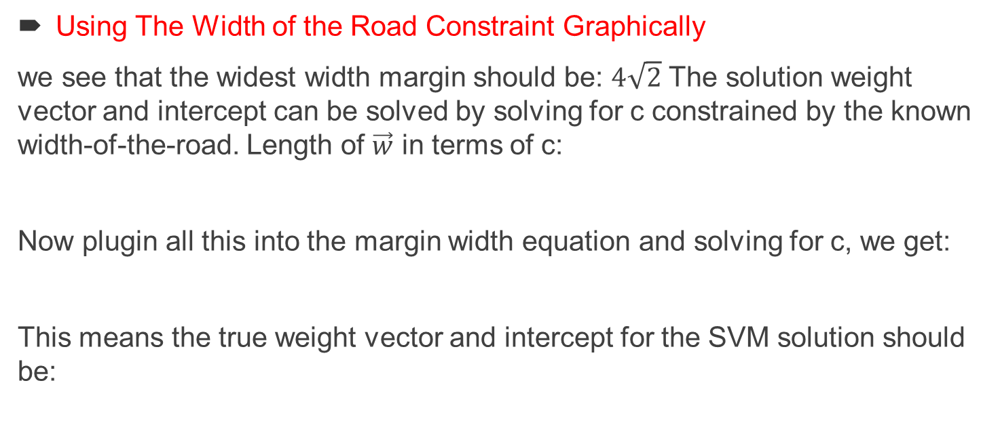 Using The Width of the Road Constraint Graphically
we see that the widest width margin should be: 4√2 The solution weight
vector and intercept can be solved by solving for c constrained by the known
width-of-the-road. Length of w⃗ in terms of c:
Now plugin all this into the margin width equation and solving for c, we get:
This means the true weight vector and intercept for the SVM solution should
be: